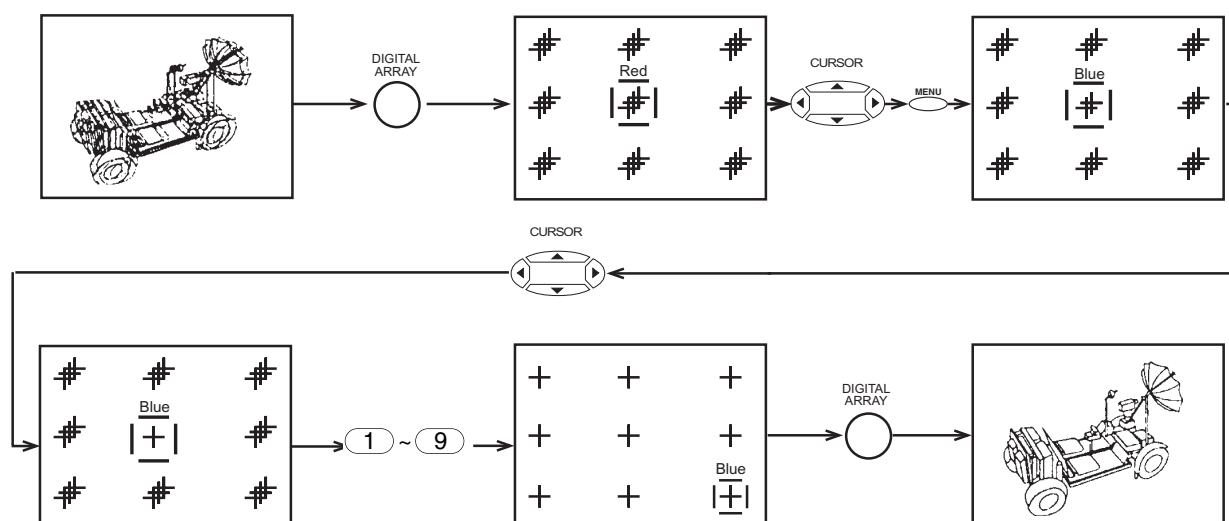 DIGITAL
ARRAY
Red
CURSOR
MENU
Blue
CURSOR
Blue
1 ~ 9
Blue
DIGITAL
ARRAY